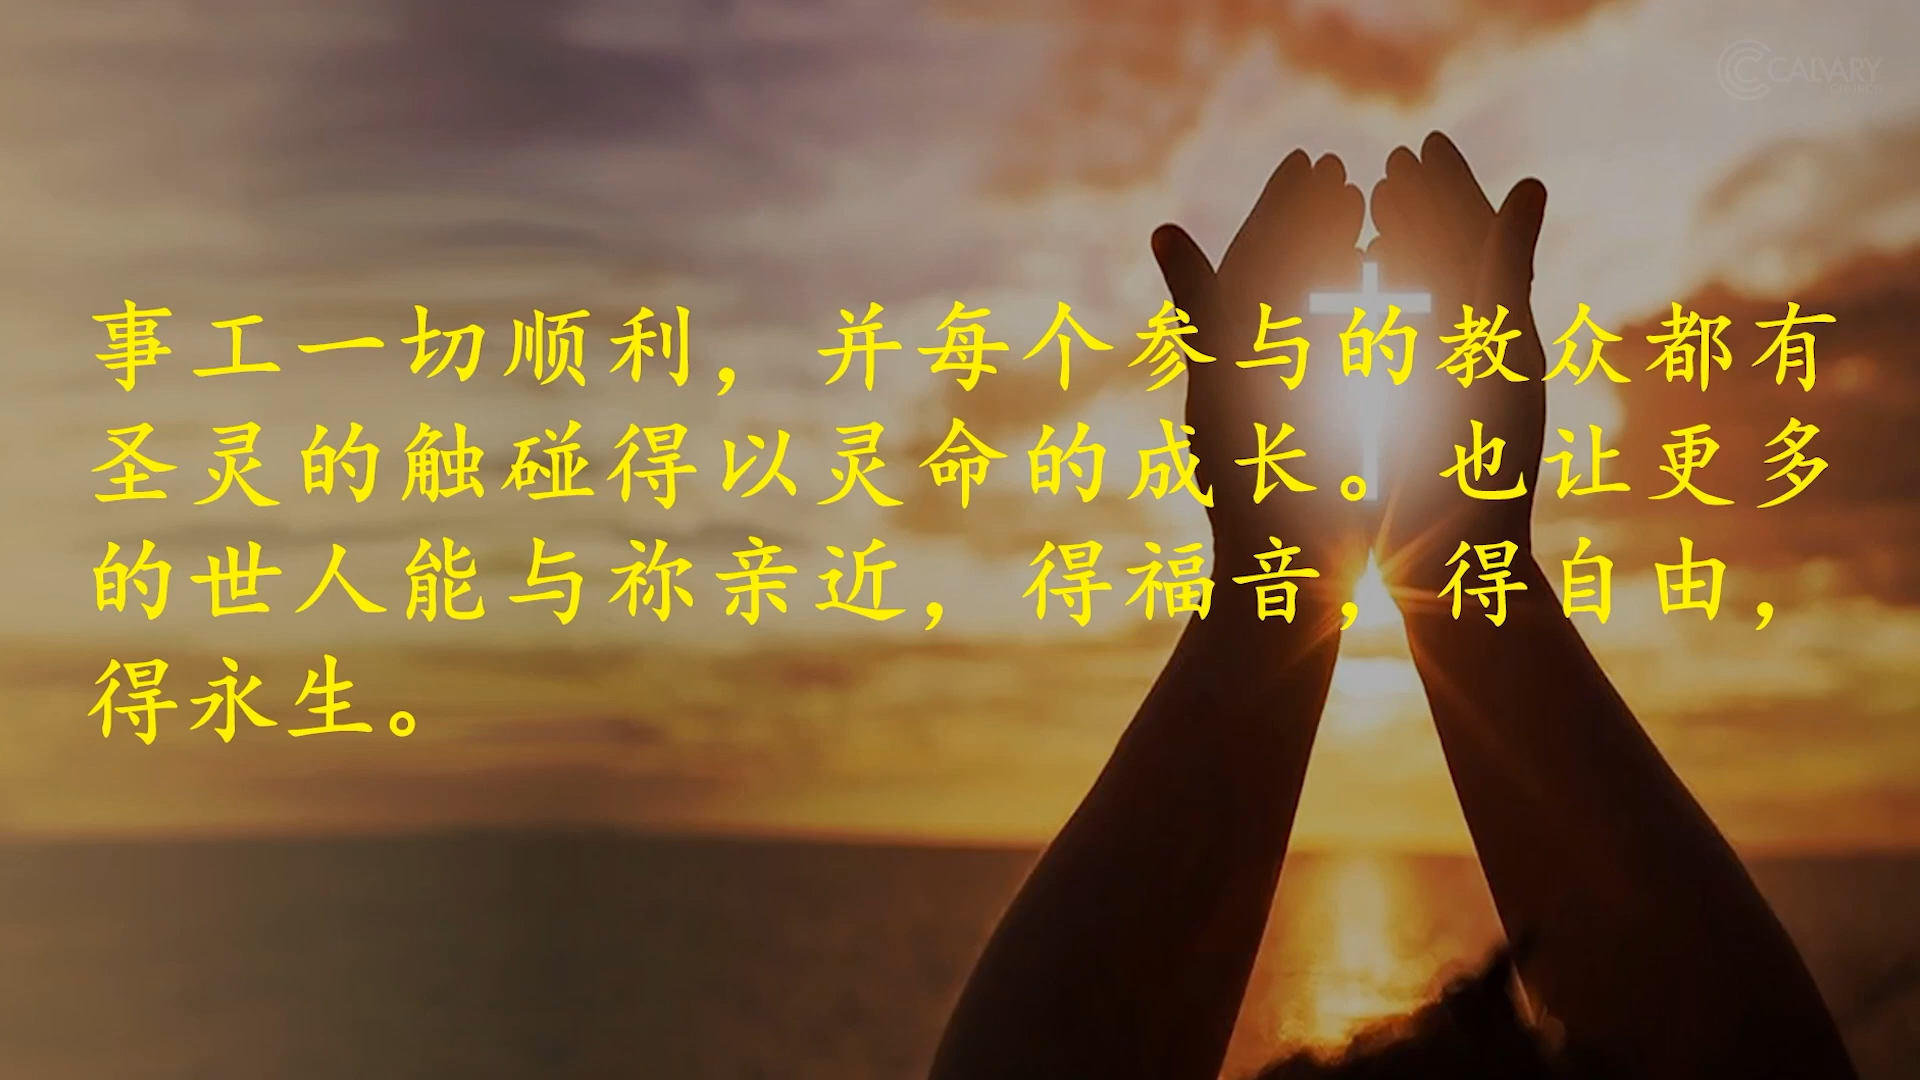 CALVARY
CHURCH
事工一切顺利，并每个参与的教众都有
圣灵的触碰得以灵命的成长。也让更多
的世人能与祢亲近，得福音，得自由，
得永生。